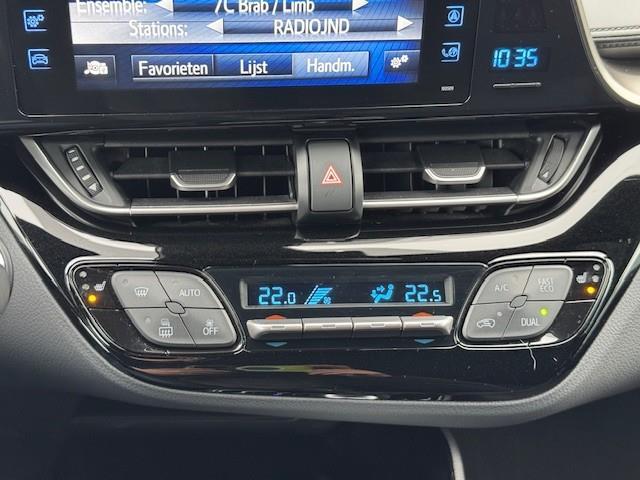 Ensemble: 7C Brab / Limb
Stations: RADIOJND
Favorieten Lijst Handm.
10:35
22.0 22.5
AUTO
OFF
A/C FAST ECO
DUAL